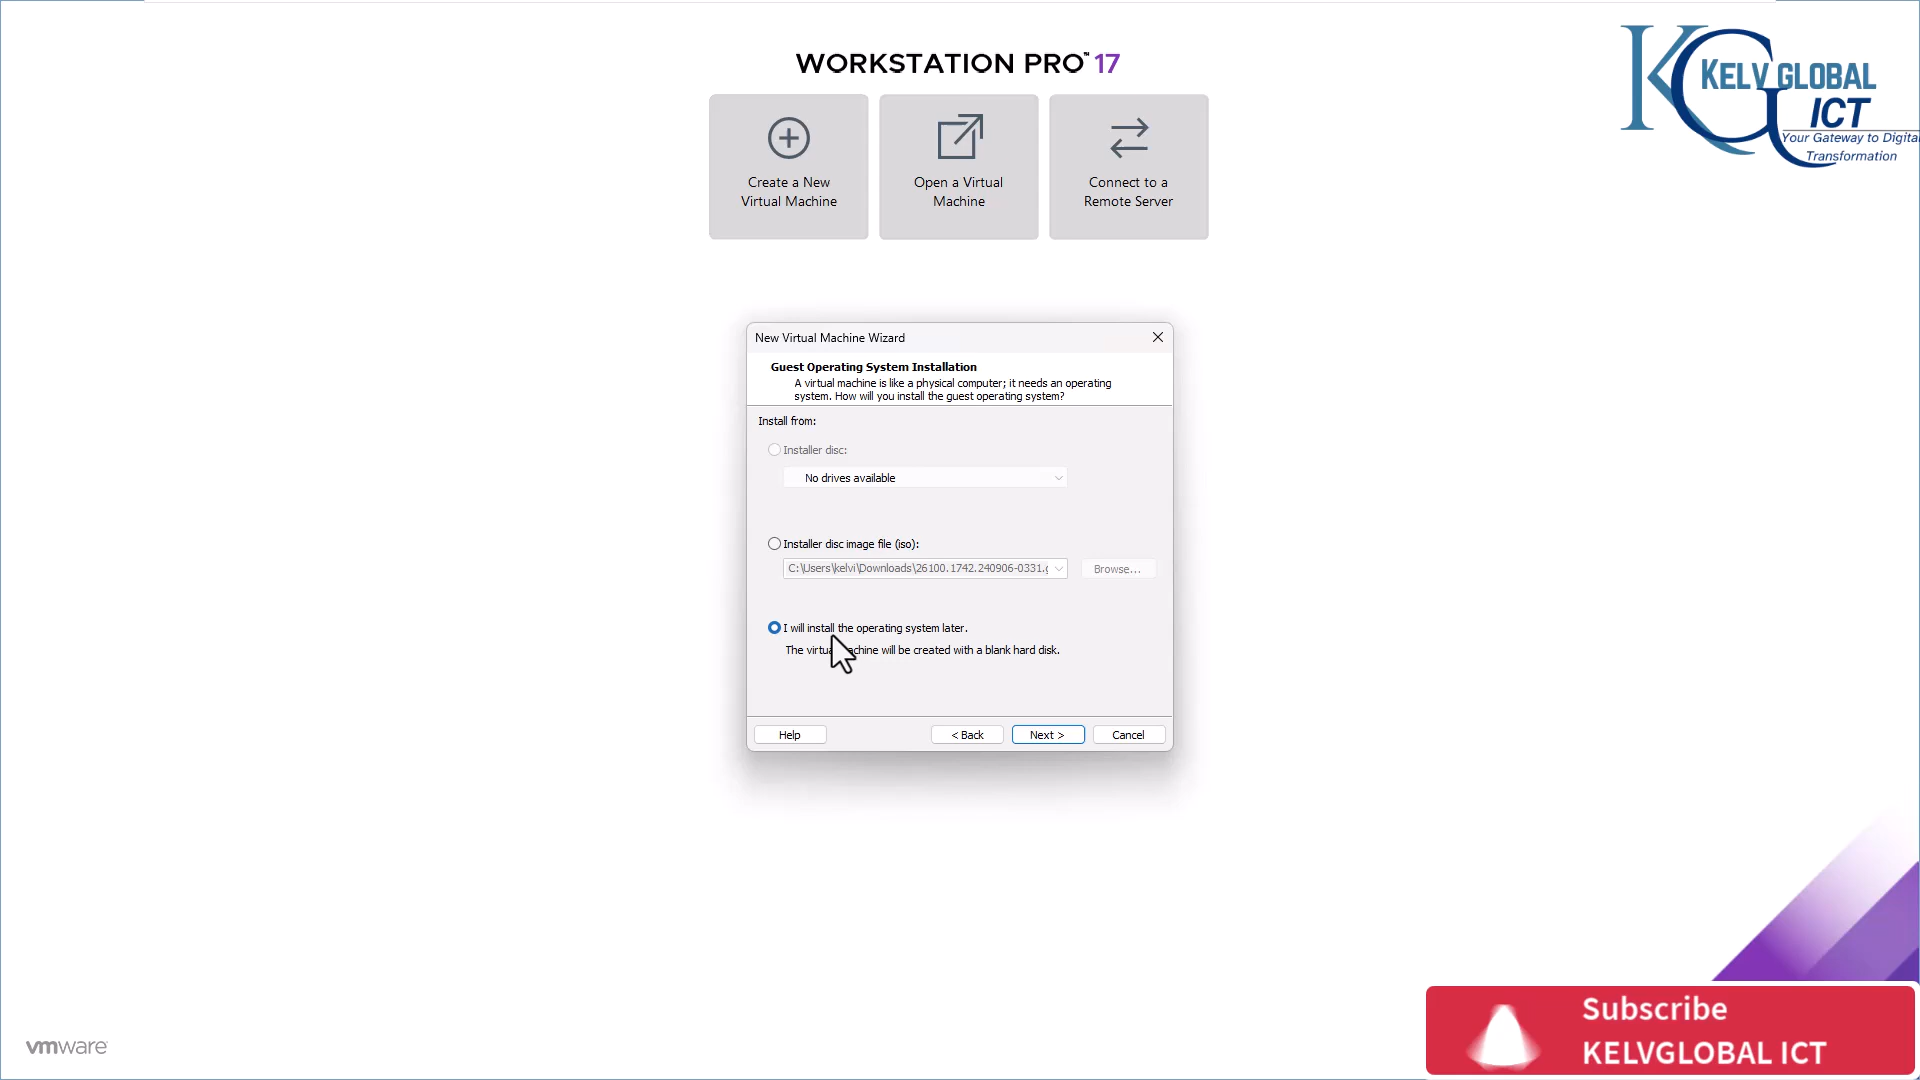 WORKSTATION PRO™ 17
KELV GLOBAL
ICT
Your Gateway to Digita
Transformation
Create a New
Virtual Machine
Open a Virtual
Machine
Connect to a
Remote Server
New Virtual Machine Wizard
Guest Operating System Installation
A virtual machine is like a physical computer; it needs an operating
system. How will you install the guest operating system?
Install from:
Installer disc:
No drives available
Installer disc image file (iso):
C:\Users\kelvi\Downloads\26100.1742.240906-0331.g
Browse...
I will install the operating system later.
The virtu achine will be created with a blank hard disk.
Help
< Back
Next >
Cancel
vmware
Subscribe
KELVGLOBAL ICT